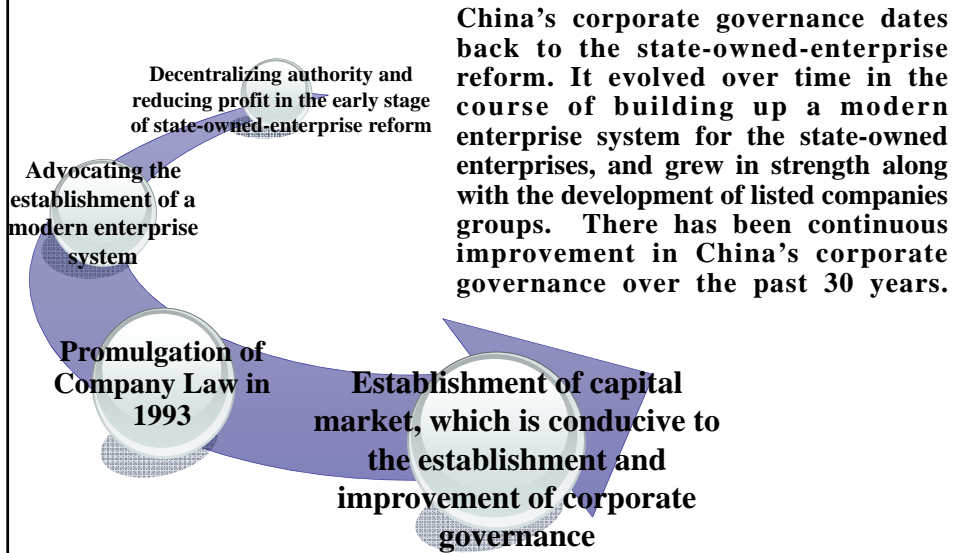 China's corporate governance dates
back to the state-owned-enterprise
reform. It evolved over time in the
course of building up a modern
enterprise system for the state-owned
enterprises, and grew in strength along
with the development of listed companies
groups. There has been continuous
improvement in China's corporate
governance over the past 30 years.
Decentralizing authority and
reducing profit in the early stage
of state-owned-enterprise reform
Advocating the
establishment of a
modern enterprise
system
Promulgation of
Company Law in
1993
Establishment of capital
market, which is conducive to
the establishment and
improvement of corporate
governance